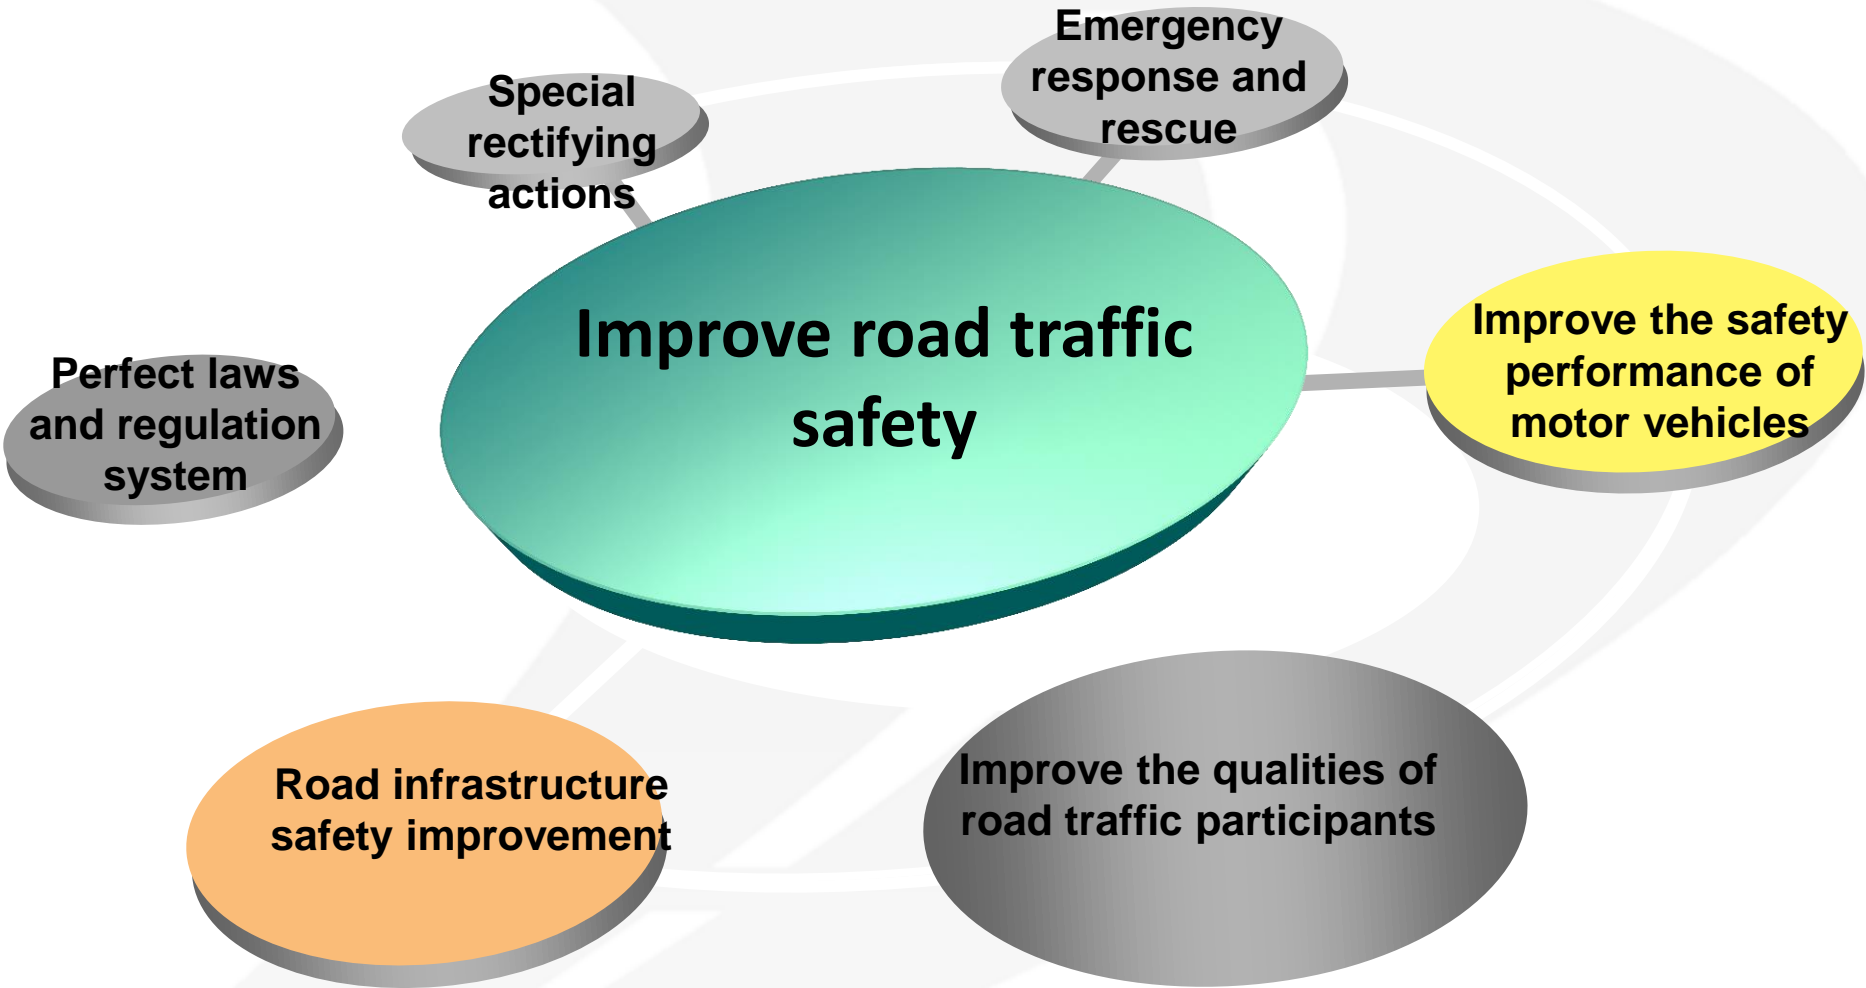 Emergency
response and
rescue
Special
rectifying
actions
Improve road traffic
safety
Improve the safety
performance of
motor vehicles
Perfect laws
and regulation
system
Road infrastructure
safety improvement
Improve the qualities of
road traffic participants